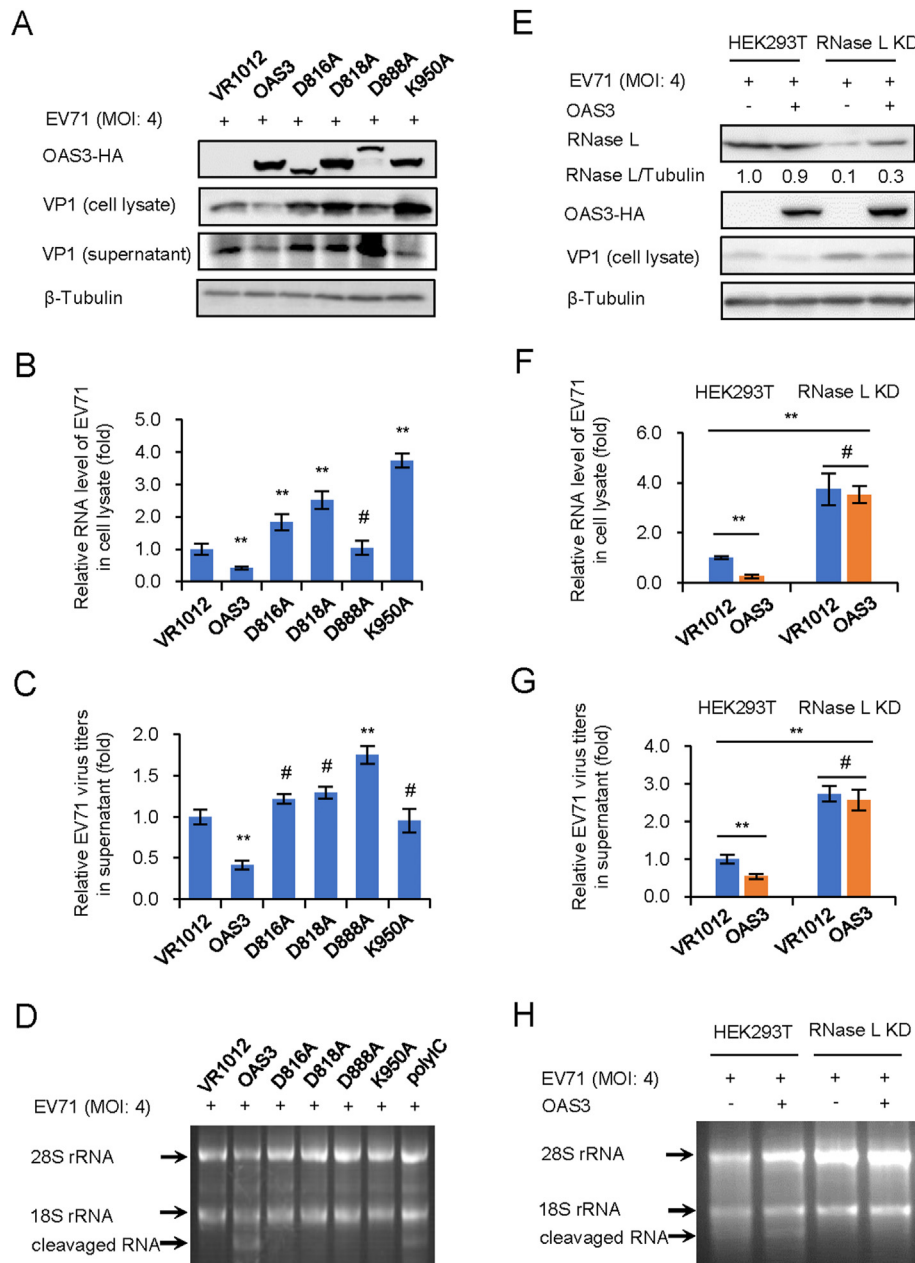 A
VR1012 OAS3 D816A D818A D888A K950A
EV71 (MOI: 4) + + + + + +
OAS3-HA
VP1 (cell lysate)
VP1 (supernatant)
β-Tubulin
B
Relative RNA level of EV71
in cell lysate (fold)
5.0
4.0
3.0
2.0
1.0
0.0
** ** ** # **
VR1012 OAS3 D816A D818A D888A K950A
C
Relative EV71 virus titers
in supernatant (fold)
2.0
1.5
1.0
0.5
0.0
** # # ** #
VR1012 OAS3 D816A D818A D888A K950A
D
VR1012 OAS3 D816A D818A D888A K950A polyIC
EV71 (MOI: 4) + + + + + + +
28S rRNA
18S rRNA
cleavaged RNA
E
HEK293T RNase L KD
EV71 (MOI: 4) + + + +
OAS3 - + - +
RNase L
RNase L/Tubulin 1.0 0.9 0.1 0.3
OAS3-HA
VP1 (cell lysate)
β-Tubulin
F
HEK293T RNase L KD
Relative RNA level of EV71
in cell lysate (fold)
6.0
4.0
2.0
0.0
**
** #
VR1012 OAS3 VR1012 OAS3
G
HEK293T RNase L KD
Relative EV71 virus titers
in supernatant (fold)
4.0
3.0
2.0
1.0
0.0
**
** #
VR1012 OAS3 VR1012 OAS3
H
HEK293T RNase L KD
EV71 (MOI: 4) + + + +
OAS3 - + - +
28S rRNA
18S rRNA
cleavaged RNA